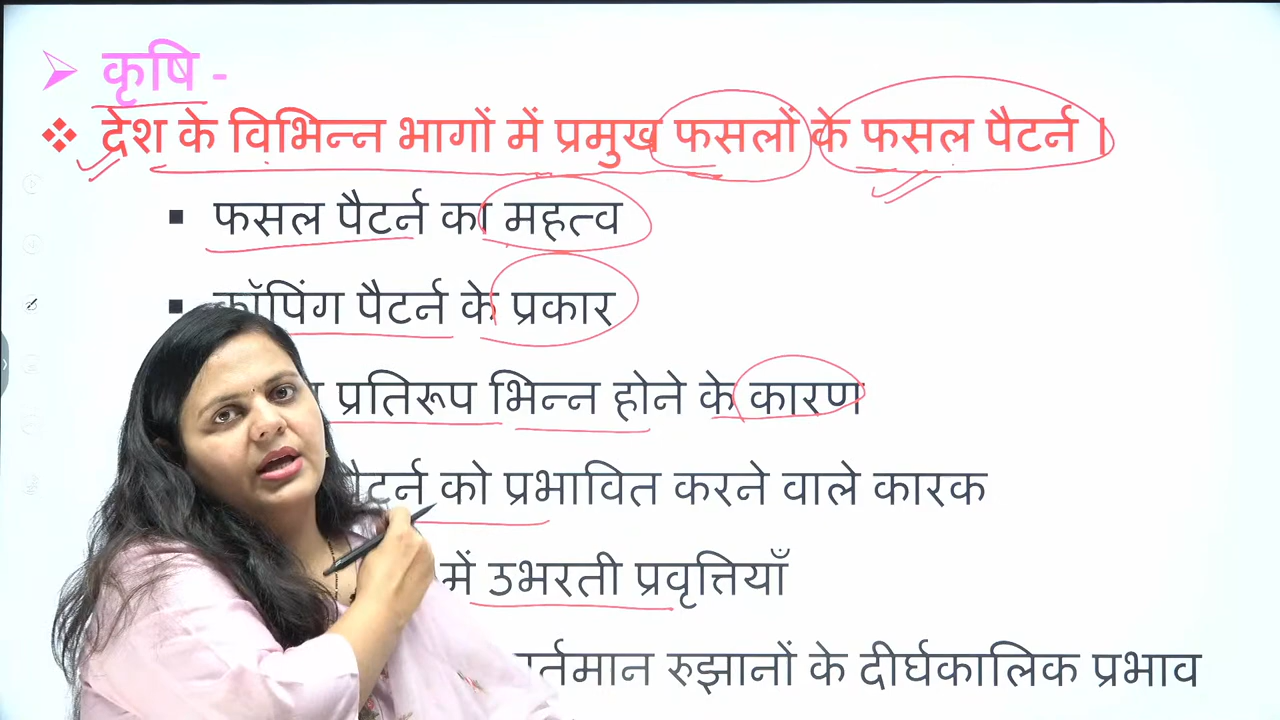 कृषि -
देश के विभिन्न भागों में प्रमुख फसलों के फसल पैटर्न ।
फसल पैटर्न का महत्व
क्रॉपिंग पैटर्न के प्रकार
प्रतिरूप भिन्न होने के कारण
पैटर्न को प्रभावित करने वाले कारक
में उभरती प्रवृत्तियाँ
वर्तमान रुझानों के दीर्घकालिक प्रभाव